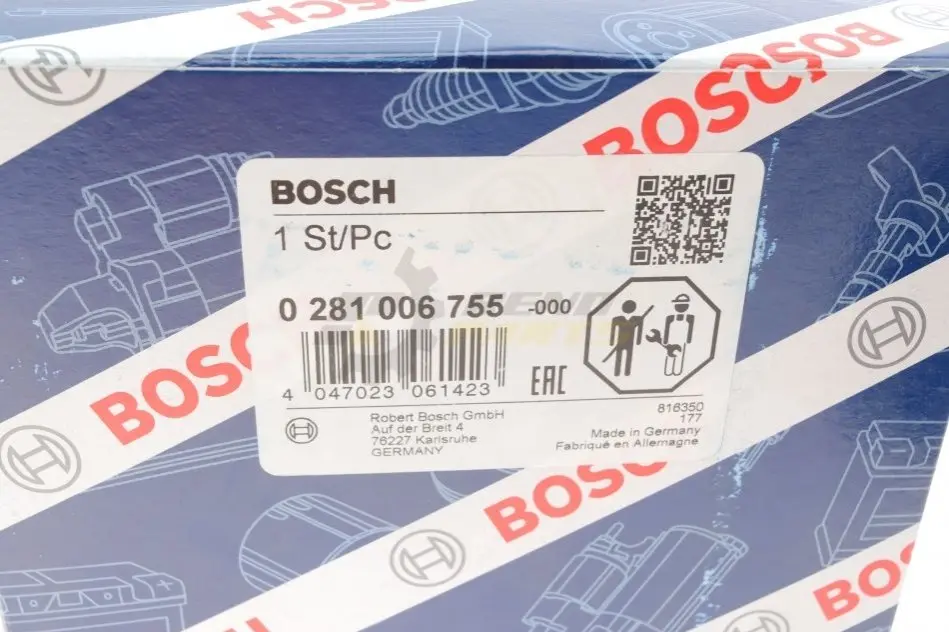 BOSCH
BOSCH
BOSCH
1 St/Pc
0 281 006 755 -000
4 047023 061423
EAC
Robert Bosch GmbH
Auf der Breit 4
76227 Karlsruhe
GERMANY
816350
177
Made in Germany
Fabriqué en Allemagne
BOSCH
BOSCH
BOSCH